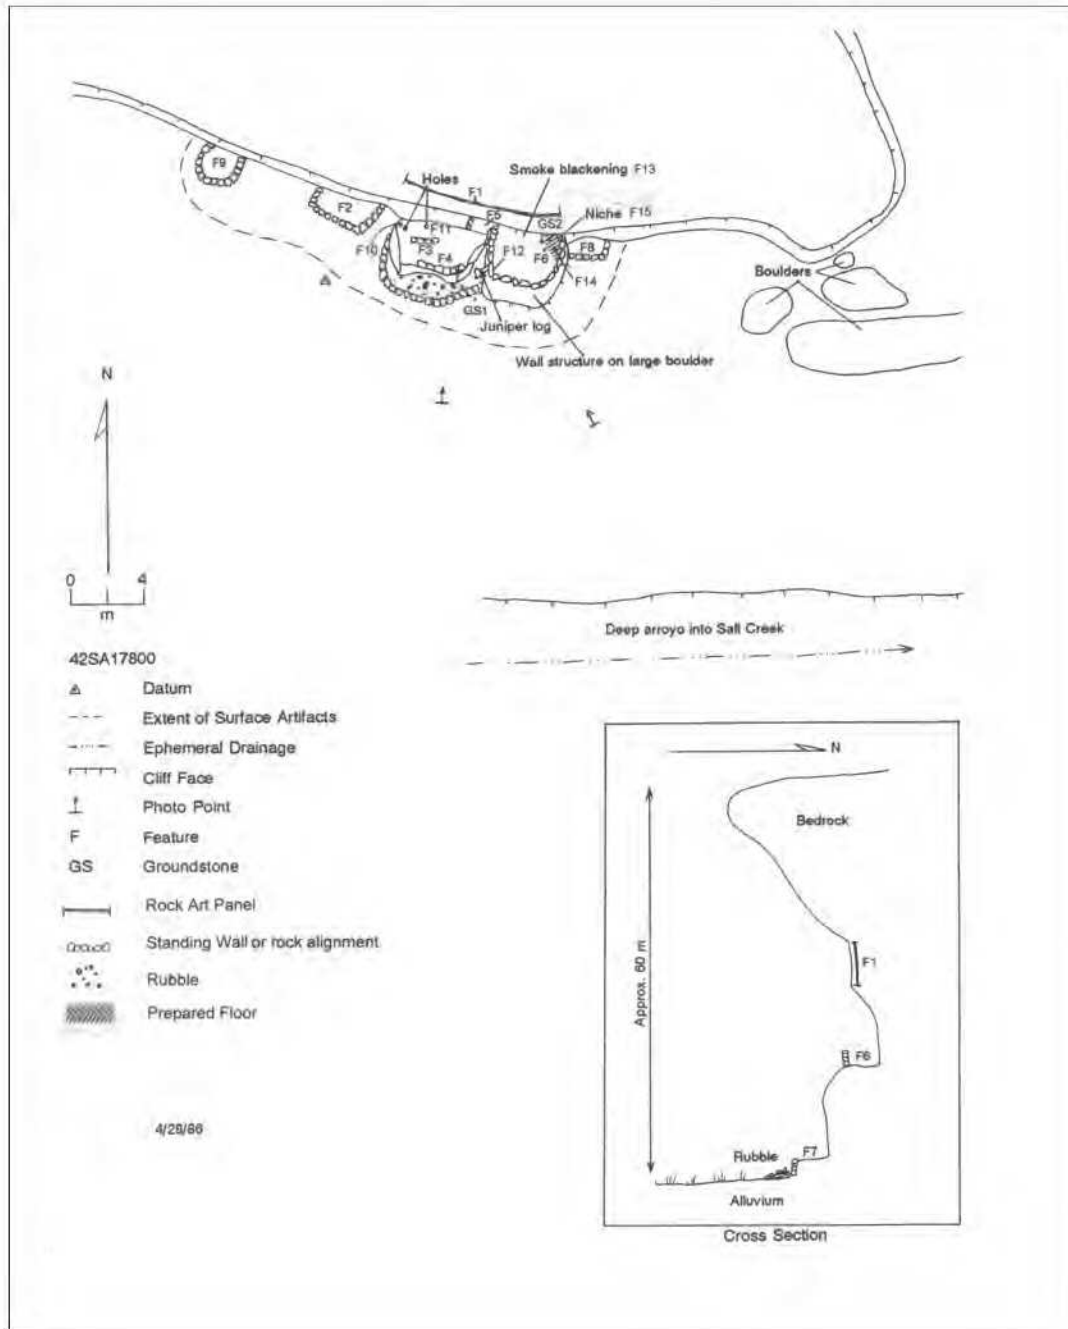 F9
F2
Holes
F1
Smoke blackening F13
F5
GS2
Niche F15
F10
F11
F3
F4
F12
F6
F8
F14
GS1
Juniper log
Wall structure on large boulder
Boulders
N
0 4
m
Deep arroyo into Salt Creek
42SA17800
Datum
Extent of Surface Artifacts
Ephemeral Drainage
Cliff Face
Photo Point
F Feature
GS Groundstone
Rock Art Panel
Standing Wall or rock alignment
Rubble
Prepared Floor
4/29/86
N
Bedrock
Approx. 60 m
F1
F6
Rubble
F7
Alluvium
Cross Section